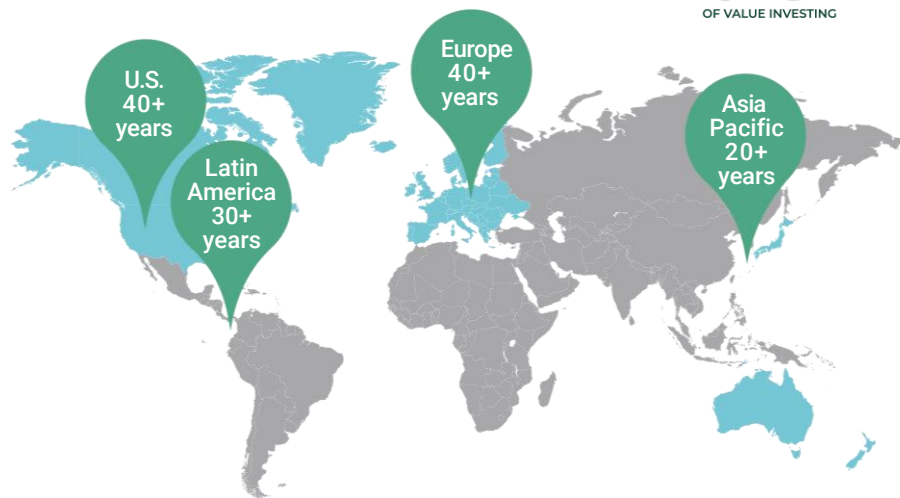 OF VALUE INVESTING
U.S.
40+
years
Latin
America
30+
years
Europe
40+
years
Asia
Pacific
20+
years